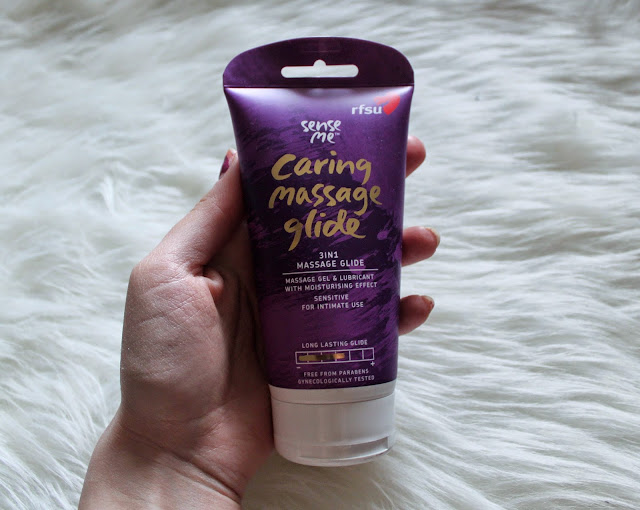 rfsu
sense
me™
caring
massage
glide
3IN1
MASSAGE GLIDE
MASSAGE GEL & LUBRICANT
WITH MOISTURISING EFFECT
SENSITIVE
FOR INTIMATE USE
LONG LASTING GLIDE
- +
FREE FROM PARABENS
GYNECOLOGICALLY TESTED